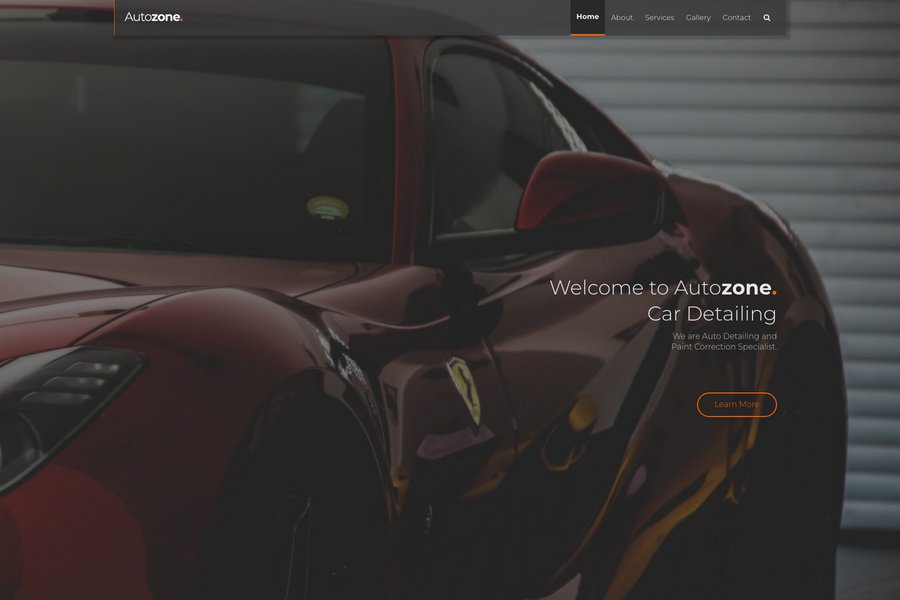 Autozone.
Home
About
Services
Gallery
Contact
Welcome to Autozone.
Car Detailing
We are Auto Detailing and
Paint Correction Specialist.
Learn More